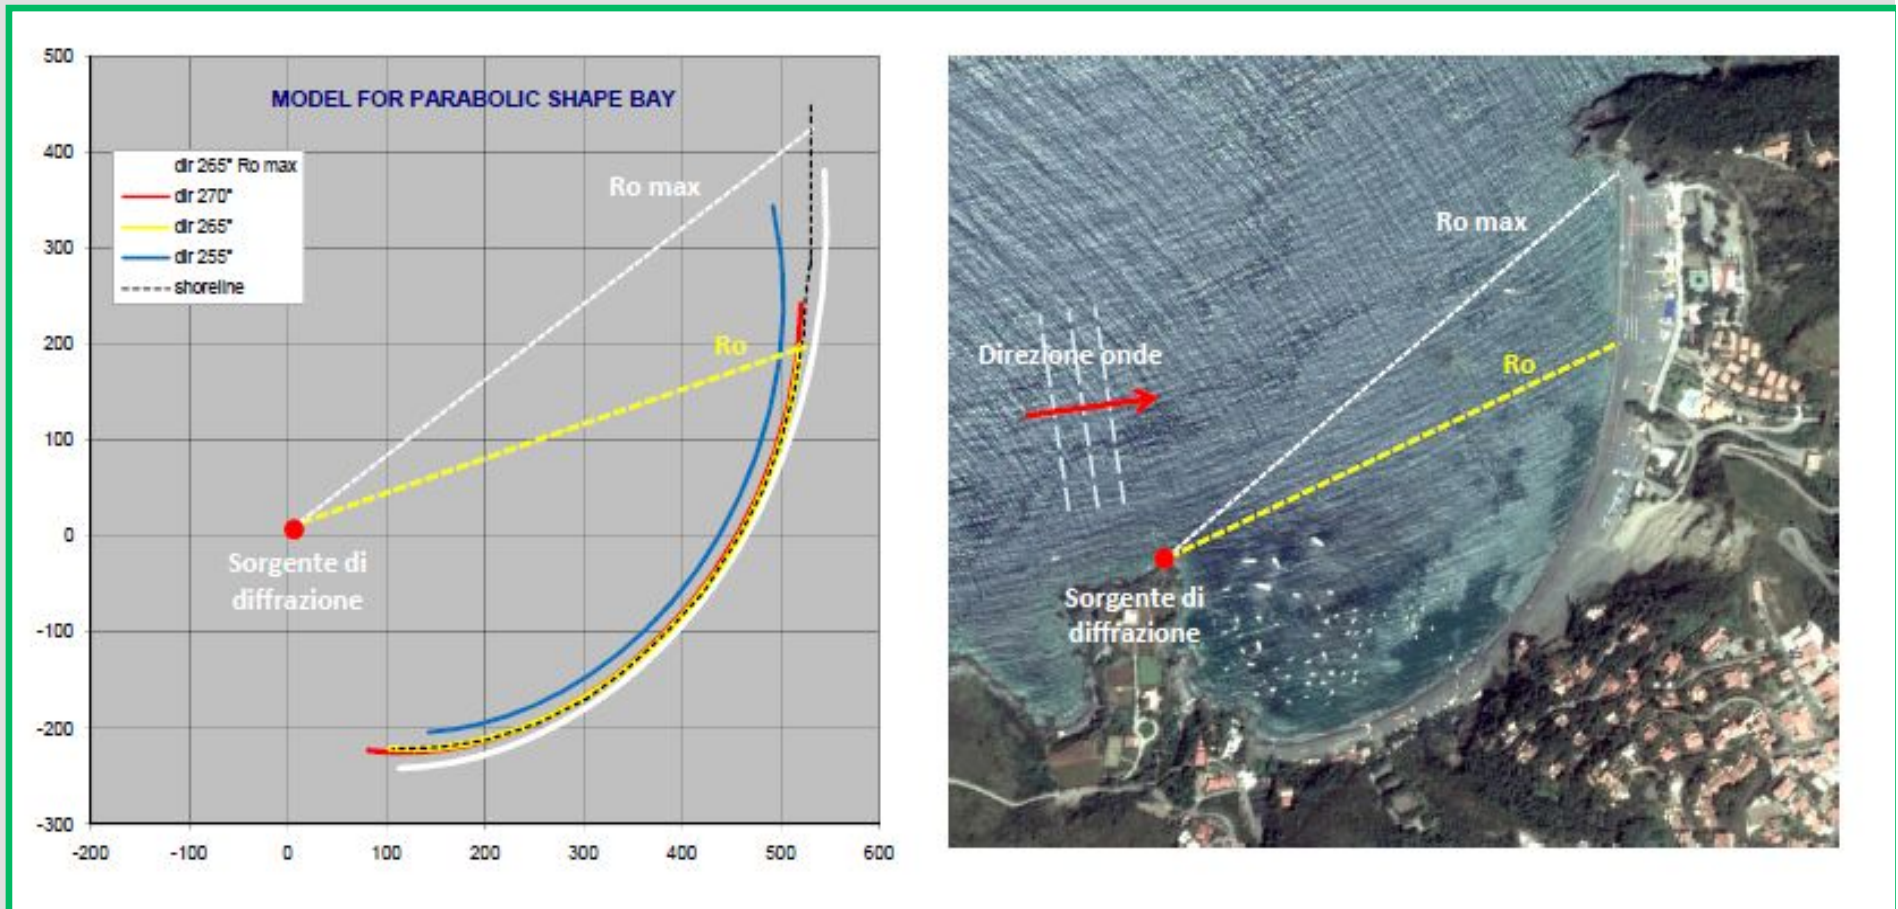 MODEL FOR PARABOLIC SHAPE BAY
500
400
300
200
100
0
-100
-200
-300
-200
-100
0
100
200
300
400
500
600
dir 265° Ro max
dir 270°
dir 265°
dir 255°
shoreline
Ro max
Ro
Sorgente di
diffrazione
Ro max
Direzione onde
Ro
Sorgente di
diffrazione